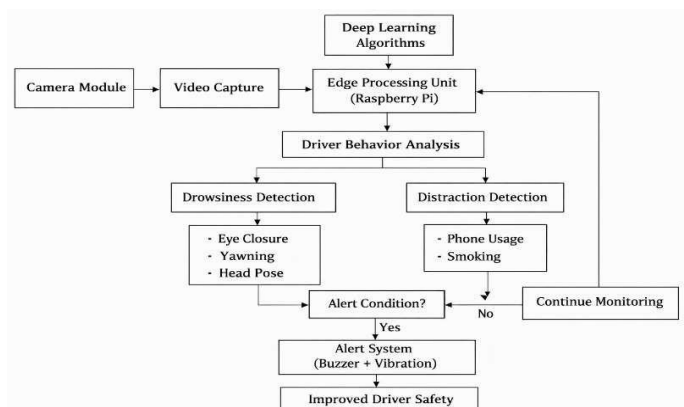 Deep Learning
Algorithms
Camera Module
Video Capture
Edge Processing Unit
(Raspberry Pi)
Driver Behavior Analysis
Drowsiness Detection
Distraction Detection
- Eye Closure
- Yawning
- Head Pose
- Phone Usage
- Smoking
Alert Condition?
No
Continue Monitoring
Yes
Alert System
(Buzzer + Vibration)
Improved Driver Safety